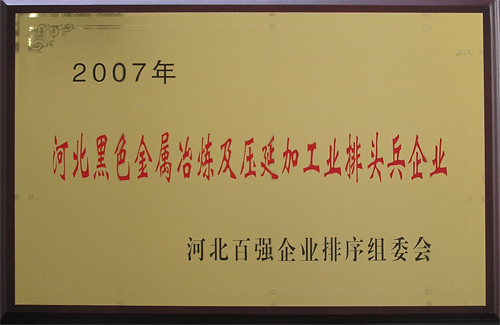 2007年
河北黑色金属冶炼及压延加工业排头兵企业
河北百强企业排序组委会